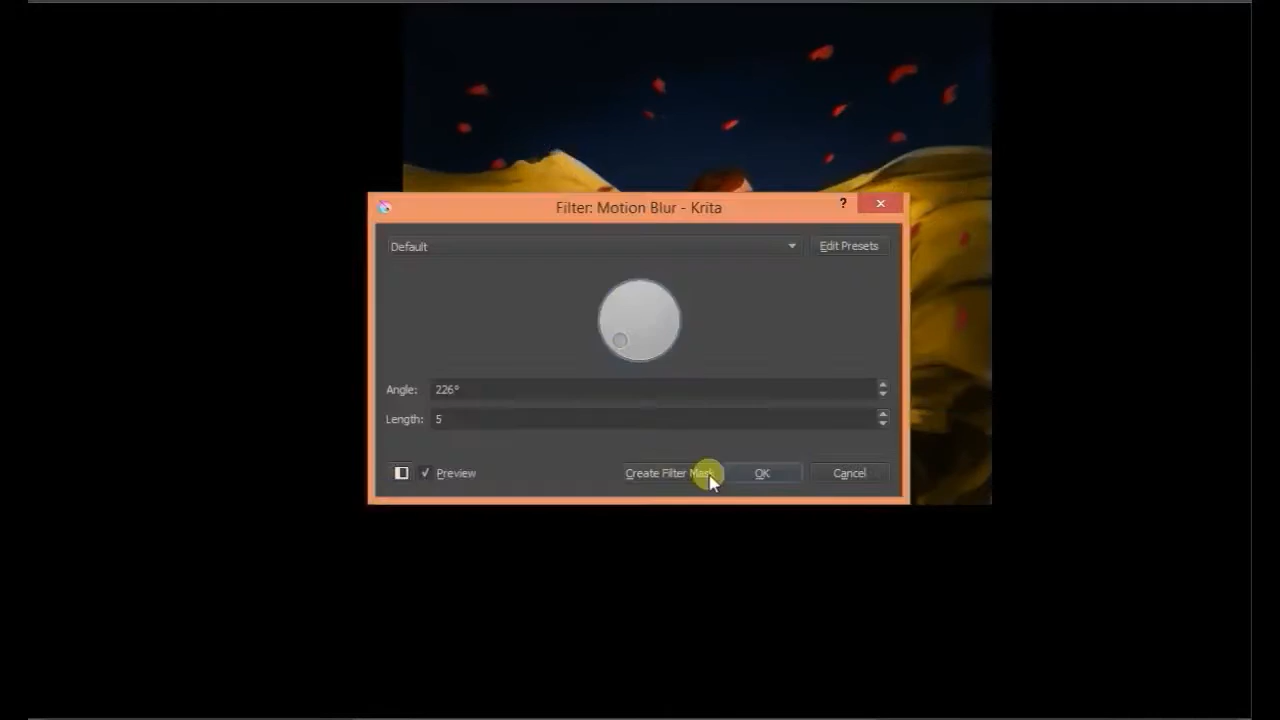 Filter: Motion Blur - Krita
?
Default
Edit Presets
Angle: 226°
Length: 5
Preview
Create Filter Mask
OK
Cancel